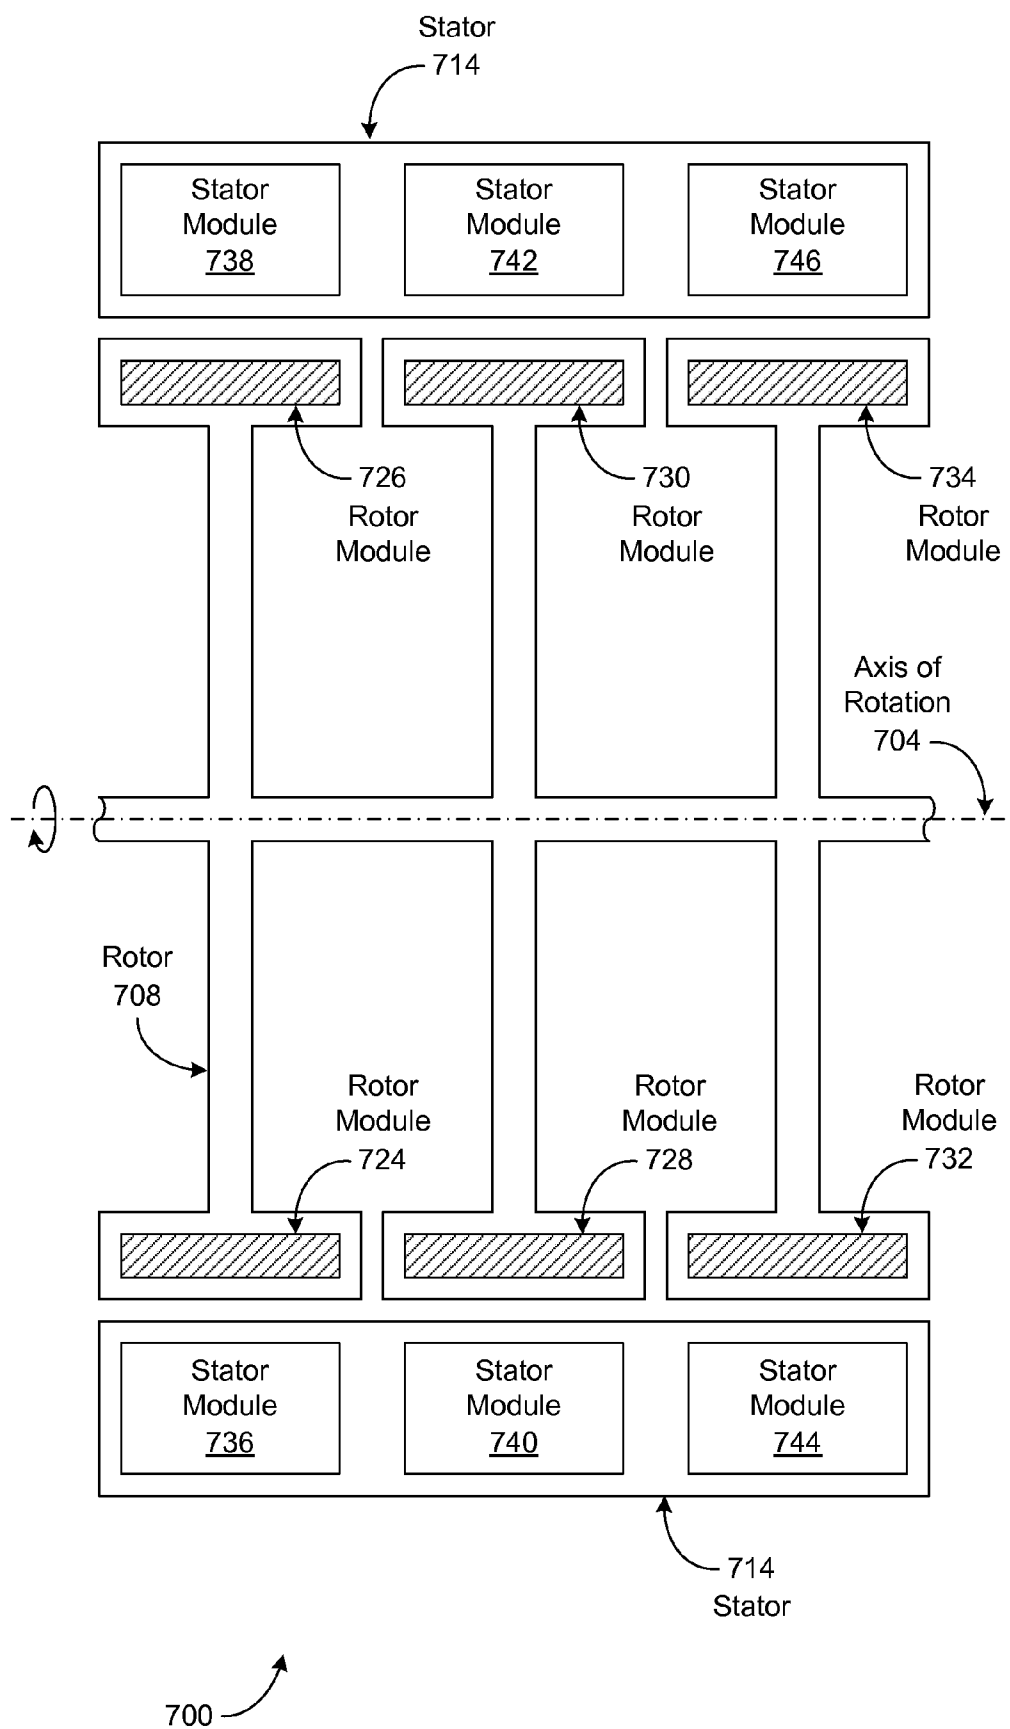 Stator
714
Stator
Module
738
Stator
Module
742
Stator
Module
746
726
Rotor
Module
730
Rotor
Module
734
Rotor
Module
Axis of
Rotation
704
Rotor
708
Rotor
Module
724
Rotor
Module
728
Rotor
Module
732
Stator
Module
736
Stator
Module
740
Stator
Module
744
714
Stator
700